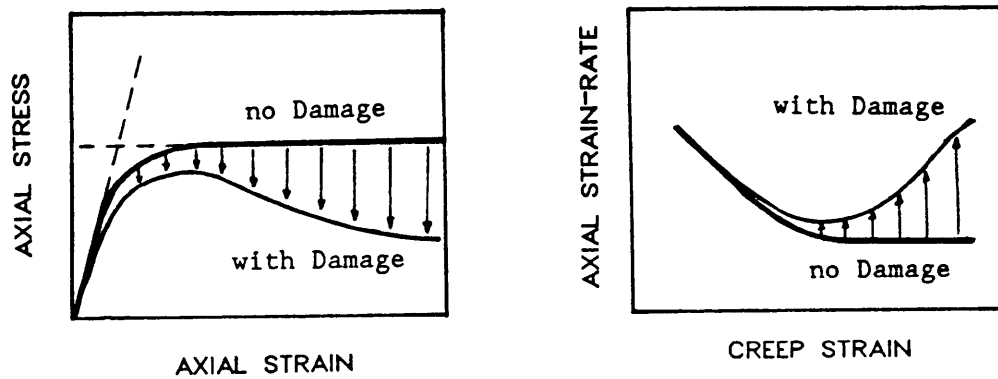 AXIAL STRESS
no Damage
with Damage
AXIAL STRAIN
AXIAL STRAIN-RATE
with Damage
no Damage
CREEP STRAIN